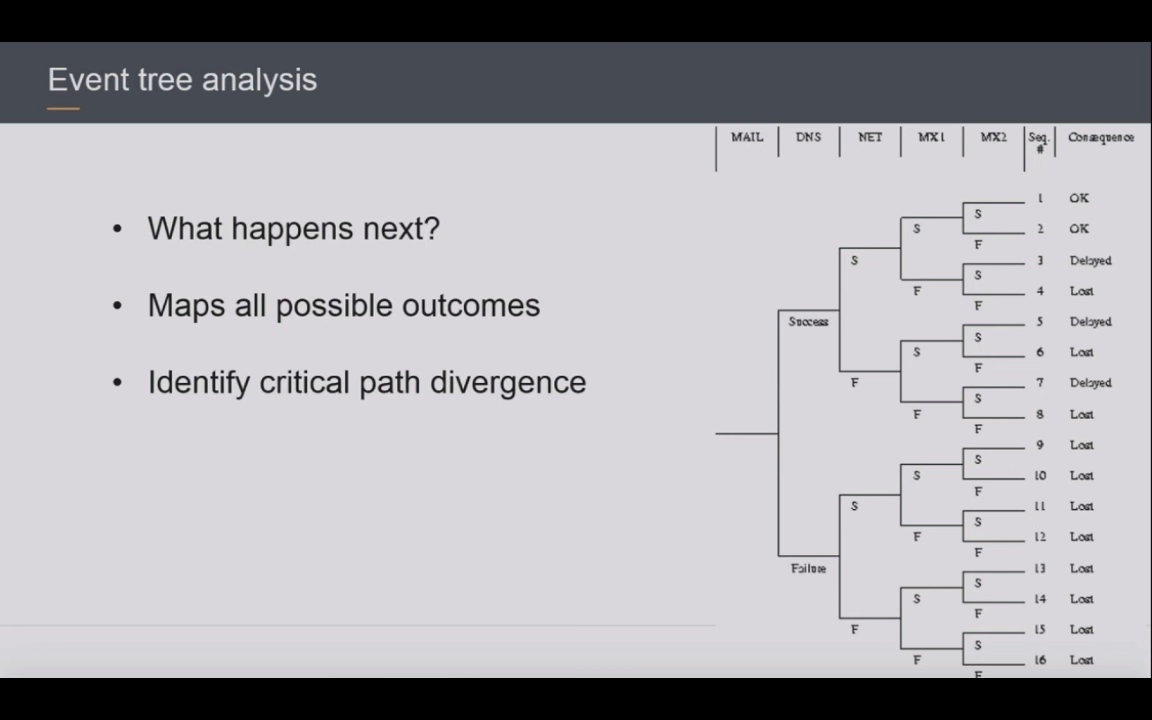 Event tree analysis
• What happens next?
• Maps all possible outcomes
• Identify critical path divergence
MAIL DNS NET MX1 MX2 Seq. # Consequence
S 1 OK
S 2 OK
F
S 3 Delayed
S
F 4 Lost
F
Success 5 Delayed
S
S 6 Lost
F
F 7 Delayed
S
F 8 Lost
F
9 Lost
S
S 10 Lost
F
S 11 Lost
S
F 12 Lost
F
Failure 13 Lost
S
S 14 Lost
F
F 15 Lost
S
F 16 Lost
F